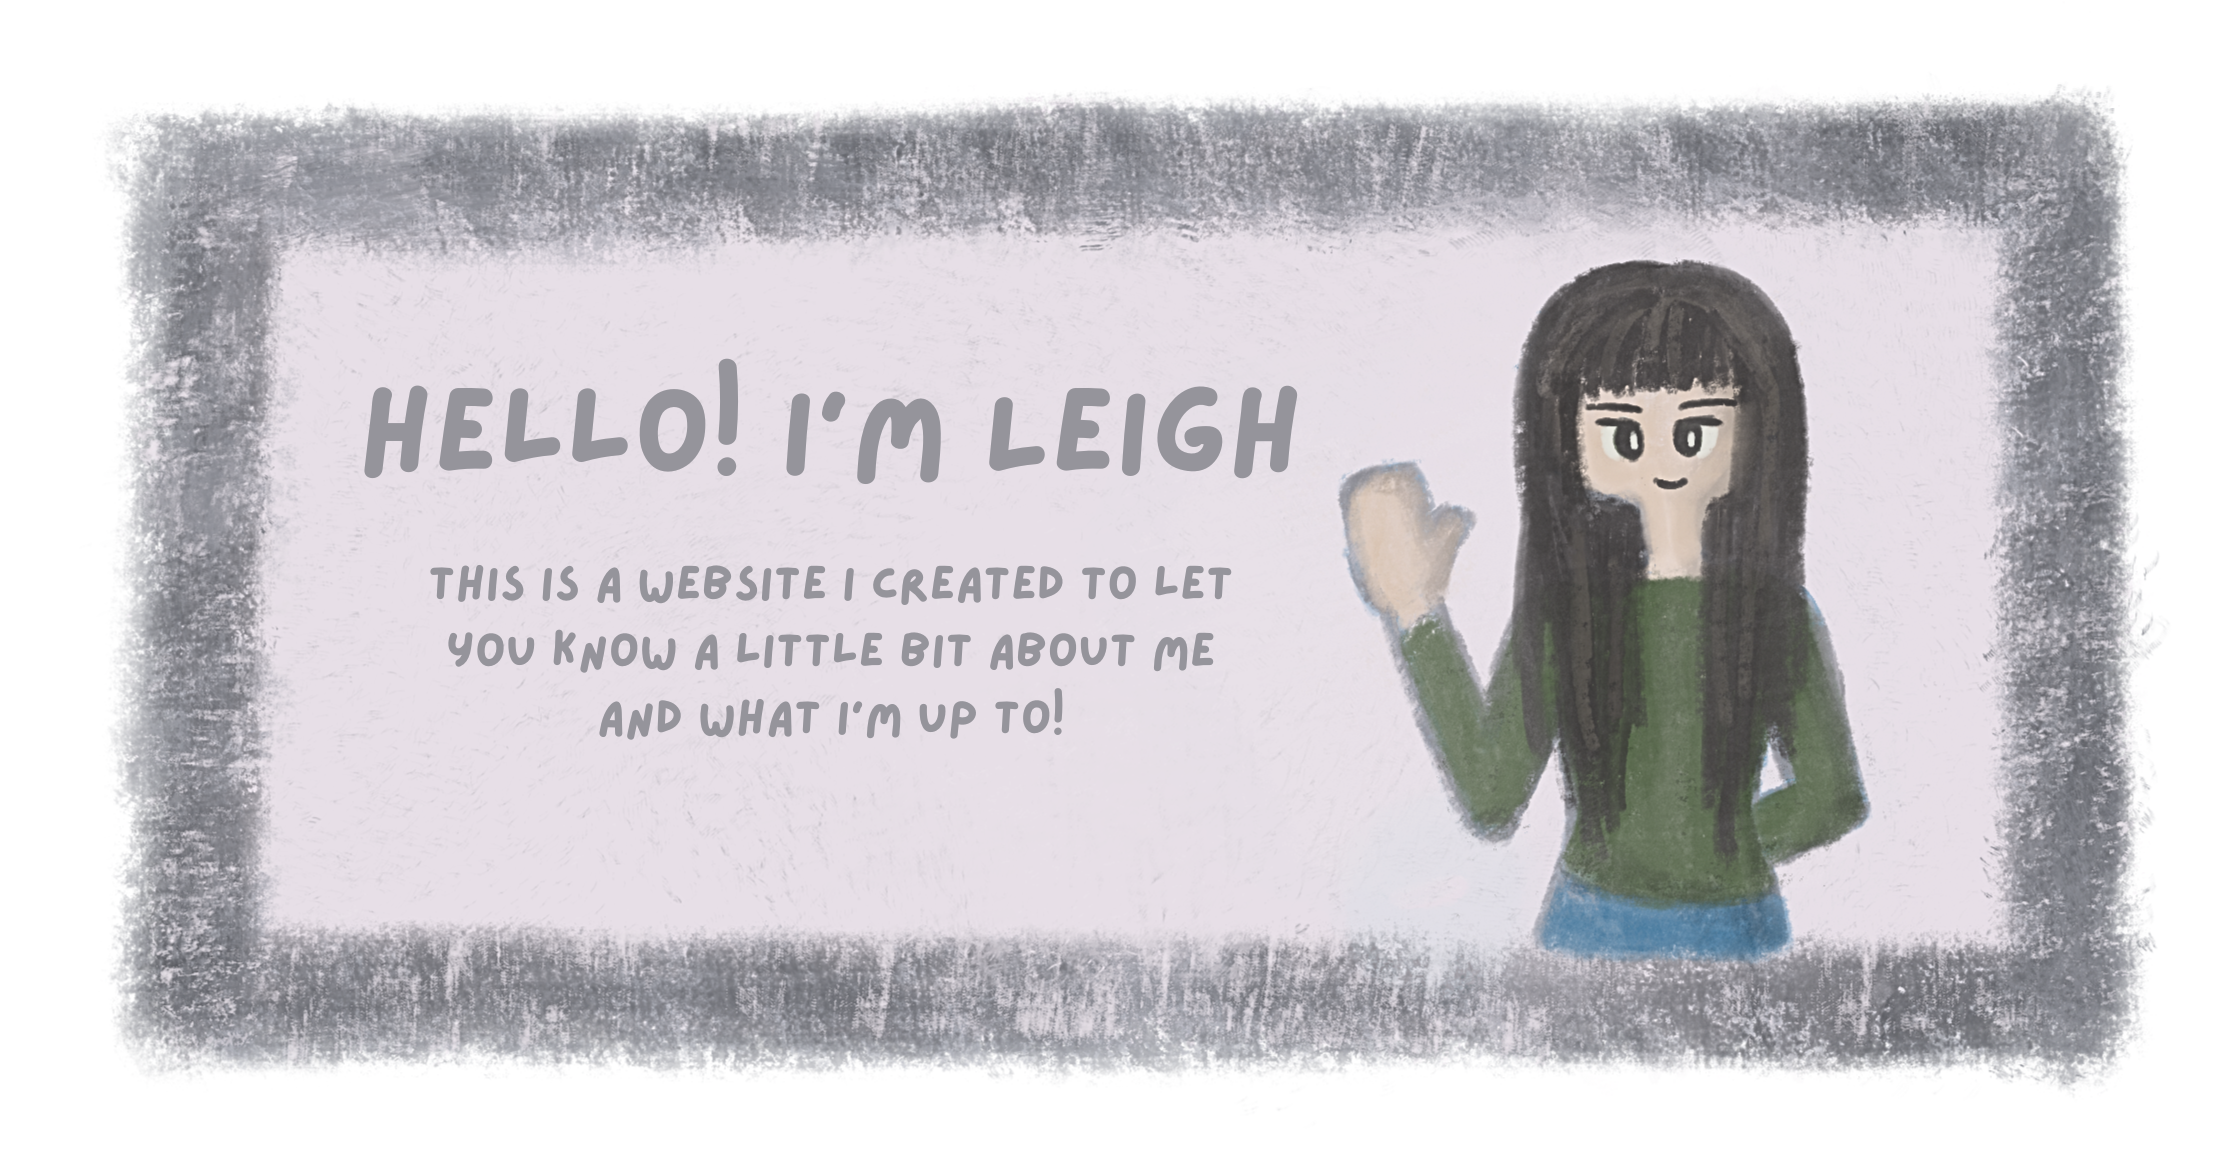 HELLO! I'M LEIGH
THIS IS A WEBSITE I CREATED TO LET
YOU KNOW A LITTLE BIT ABOUT ME
AND WHAT I'M UP TO!